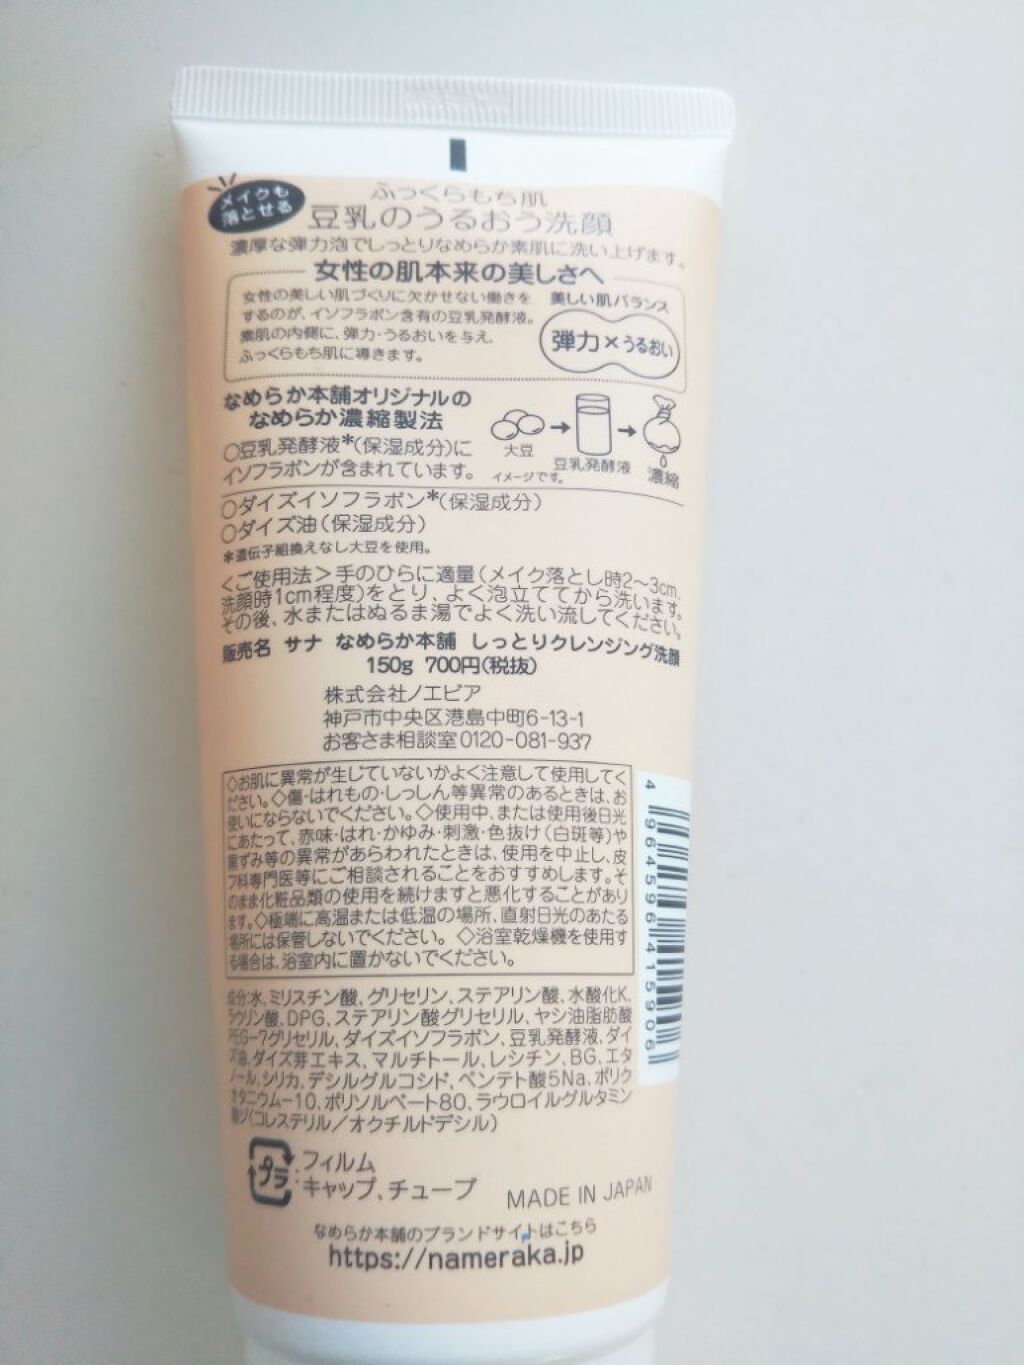 メイクも
落とせる
ふっくらもち肌
豆乳のうるおう洗顔
濃厚な弾力泡でしっとりなめらか素肌に洗い上げます。
女性の肌本来の美しさへ
女性の美しい肌づくりに欠かせない働きを
するのが、イソフラボン含有の豆乳発酵液。
素肌の内側に、弾力・うるおいを与え、
ふっくらもち肌に導きます。
美しい肌バランス
弾力×うるおい
なめらか本舗オリジナルの
なめらか濃縮製法
○豆乳発酵液*(保湿成分)に
イソフラボンが含まれています。
大豆
豆乳発酵液
濃縮
イメージです。
○ダイズイソフラボン*(保湿成分)
○ダイズ油(保湿成分)
*遺伝子組換えなし大豆を使用。
<ご使用法>手のひらに適量(メイク落とし時2〜3cm、
洗顔時1cm程度)をとり、よく泡立ててから洗います。
その後、水またはぬるま湯でよく洗い流してください。
販売名 サナ なめらか本舗 しっとりクレンジング洗顔
150g 700円(税抜)
株式会社ノエビア
神戸市中央区港島中町6-13-1
お客さま相談室0120-081-937
◇お肌に異常が生じていないかよく注意して使用してく
ださい。◇傷・はれもの・しっしん等異常のあるときは、お
使いにならないでください。◇使用中、または使用後日光
にあたって、赤味・はれ・かゆみ・刺激・色抜け(白斑等)や
黒ずみ等の異常があらわれたときは、使用を中止し、皮
フ科専門医等にご相談されることをおすすめします。そ
のまま化粧品類の使用を続けますと悪化することがあり
ます。◇極端に高温または低温の場所、直射日光のあたる
場所には保管しないでください。◇浴室乾燥機を使用す
る場合は、浴室内に置かないでください。
4964596415906
成分:水、ミリスチン酸、グリセリン、ステアリン酸、水酸化K、
ラウリン酸、DPG、ステアリン酸グリセリル、ヤシ油脂肪酸
PEG-7グリセリル、ダイズイソフラボン、豆乳発酵液、ダイ
ズ油、ダイズ芽エキス、マルチトール、レシチン、BG、エタ
ノール、シリカ、デシルグルコシド、ペンテト酸5Na、ポリク
オタニウム-10、ポリソルベート80、ラウロイルグルタミン
酸ジ(コレステリル/オクチルドデシル)
プラ
:フィルム
:キャップ、チューブ
MADE IN JAPAN
なめらか本舗のブランドサイトはこちら
https://nameraka.jp